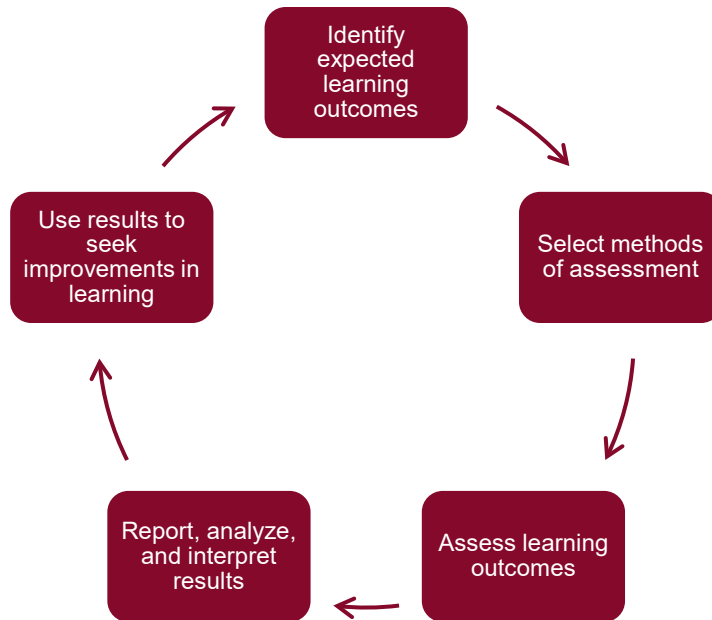 Identify
expected
learning
outcomes
Select methods
of assessment
Assess learning
outcomes
Report, analyze,
and interpret
results
Use results to
seek
improvements in
learning